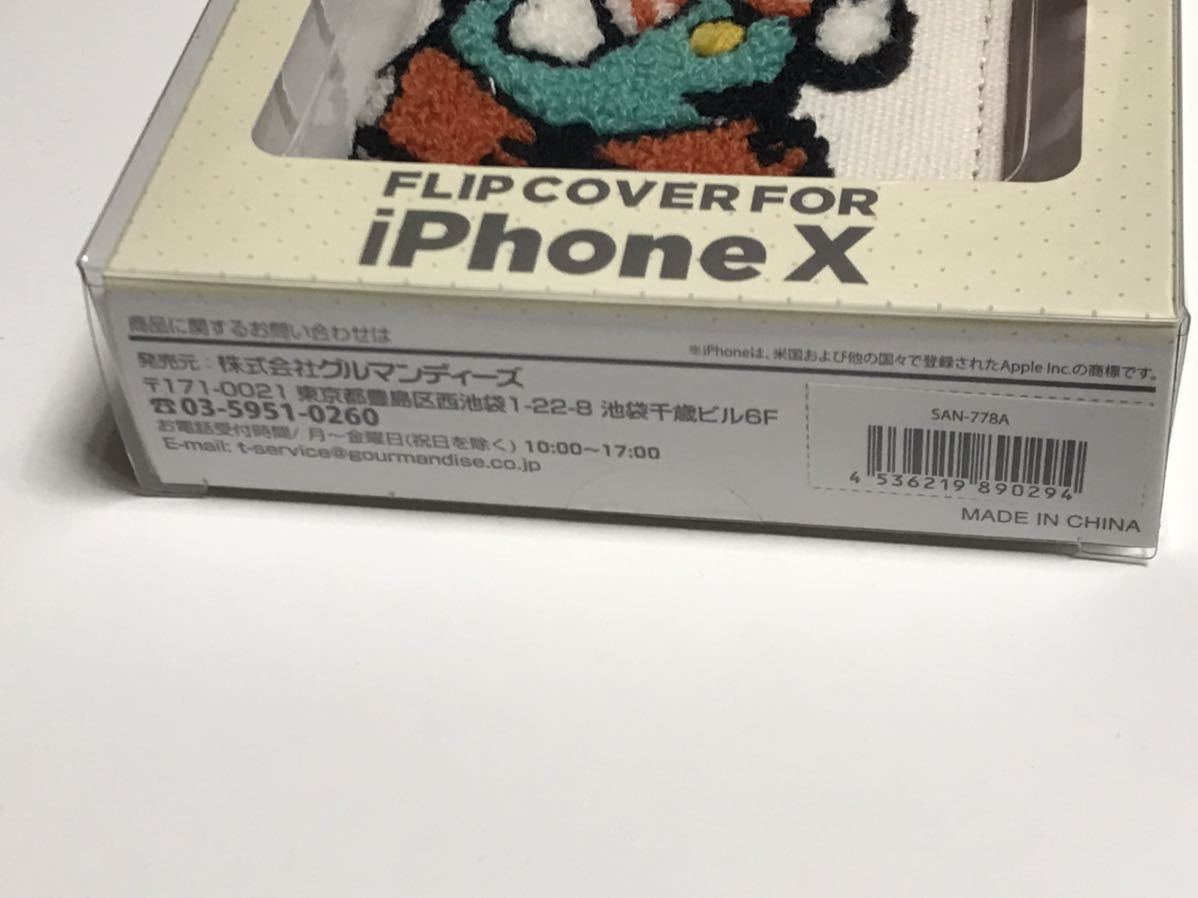 FLIP COVER FOR
iPhone X
商品に関するお問い合わせは
※iPhoneは、米国および他の国々で登録されたApple Inc.の商標です。
発売元：株式会社グルマンディーズ
〒171-0021 東京都豊島区西池袋1-22-8 池袋千歳ビル6F
☎03-5951-0260
お電話受付時間/ 月～金曜日(祝日を除く) 10:00～17:00
E-mail: t-service@gourmandise.co.jp
SAN-778A
4 536219 890294
MADE IN CHINA